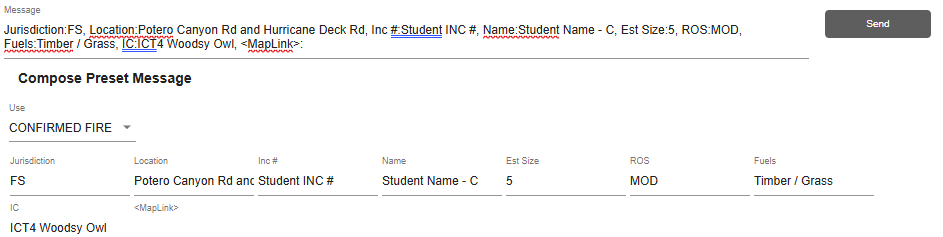 Message
Jurisdiction:FS, Location:Potero Canyon Rd and Hurricane Deck Rd, Inc #:Student INC #, Name:Student Name - C, Est Size:5, ROS:MOD,
Fuels:Timber / Grass, IC:ICT4 Woodsy Owl, <MapLink>:
Send
Compose Preset Message
Use
CONFIRMED FIRE
Jurisdiction Location Inc # Name Est Size ROS Fuels
FS Potero Canyon Rd and Student INC # Student Name - C 5 MOD Timber / Grass
IC <MapLink>
ICT4 Woodsy Owl